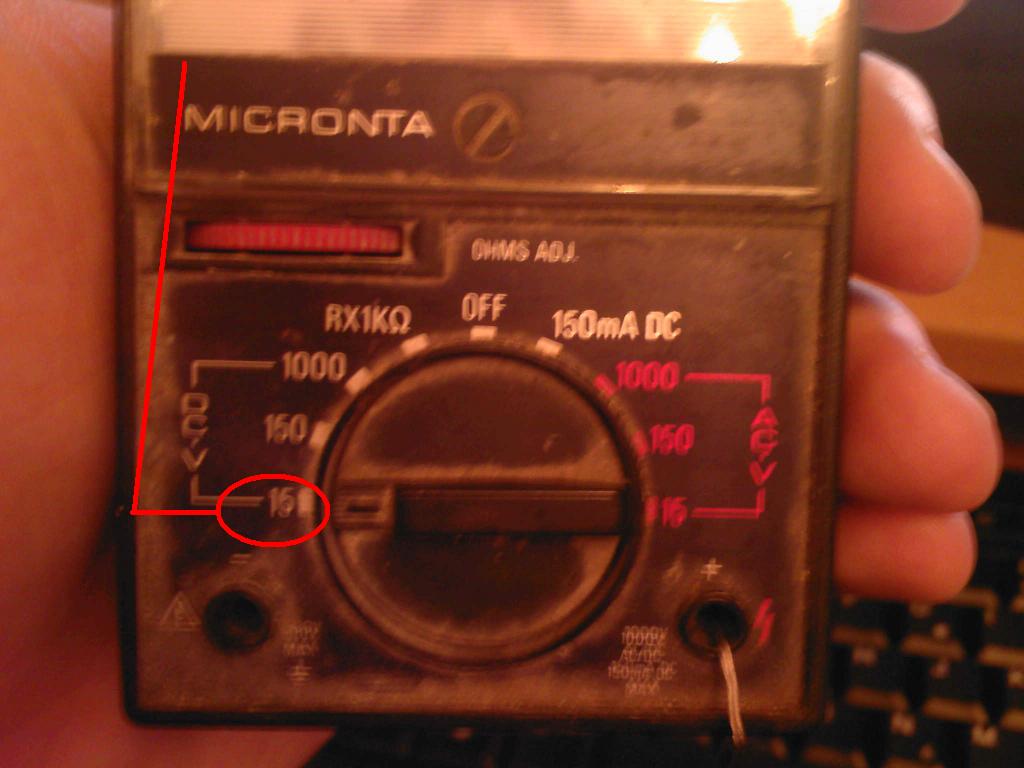 MICRONTA
OHMS ADJ.
RX1KΩ
OFF
150mA DC
1000
1000
DCV
150
150
ACV
15
15
−
+
1000V
AC/DC
150mA DC
MAX